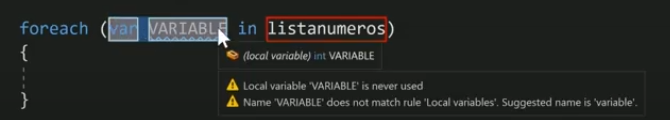 foreach (var VARIABLE in listanumeros)
{
(local variable) int VARIABLE
Local variable 'VARIABLE' is never used
Name 'VARIABLE' does not match rule 'Local variables'. Suggested name is 'variable'.
}